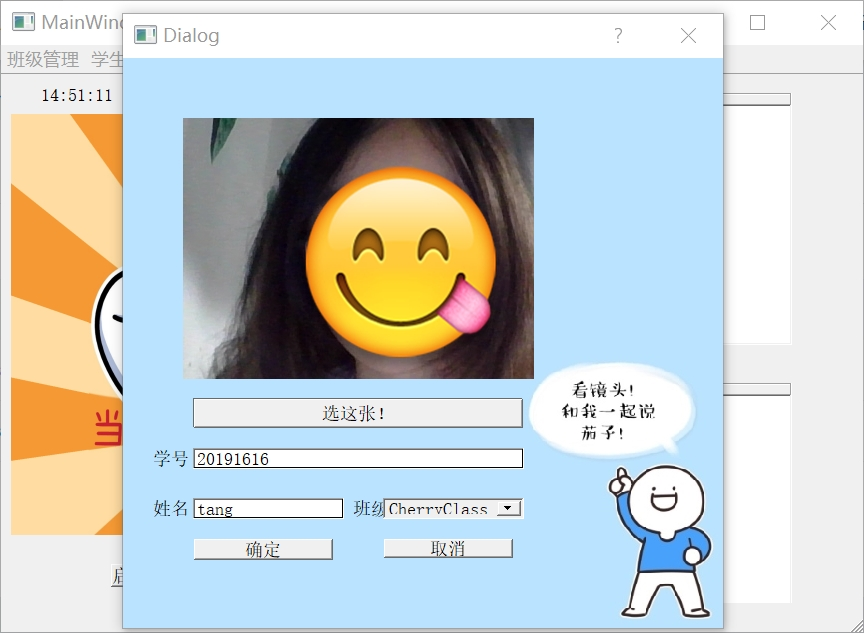 MainWind
Dialog
?
班级管理 学生
14:51:11
选这张！
看镜头！
和我一起说
茄子！
学号 20191616
姓名 tang 班级 CherryClass
确定 取消
当